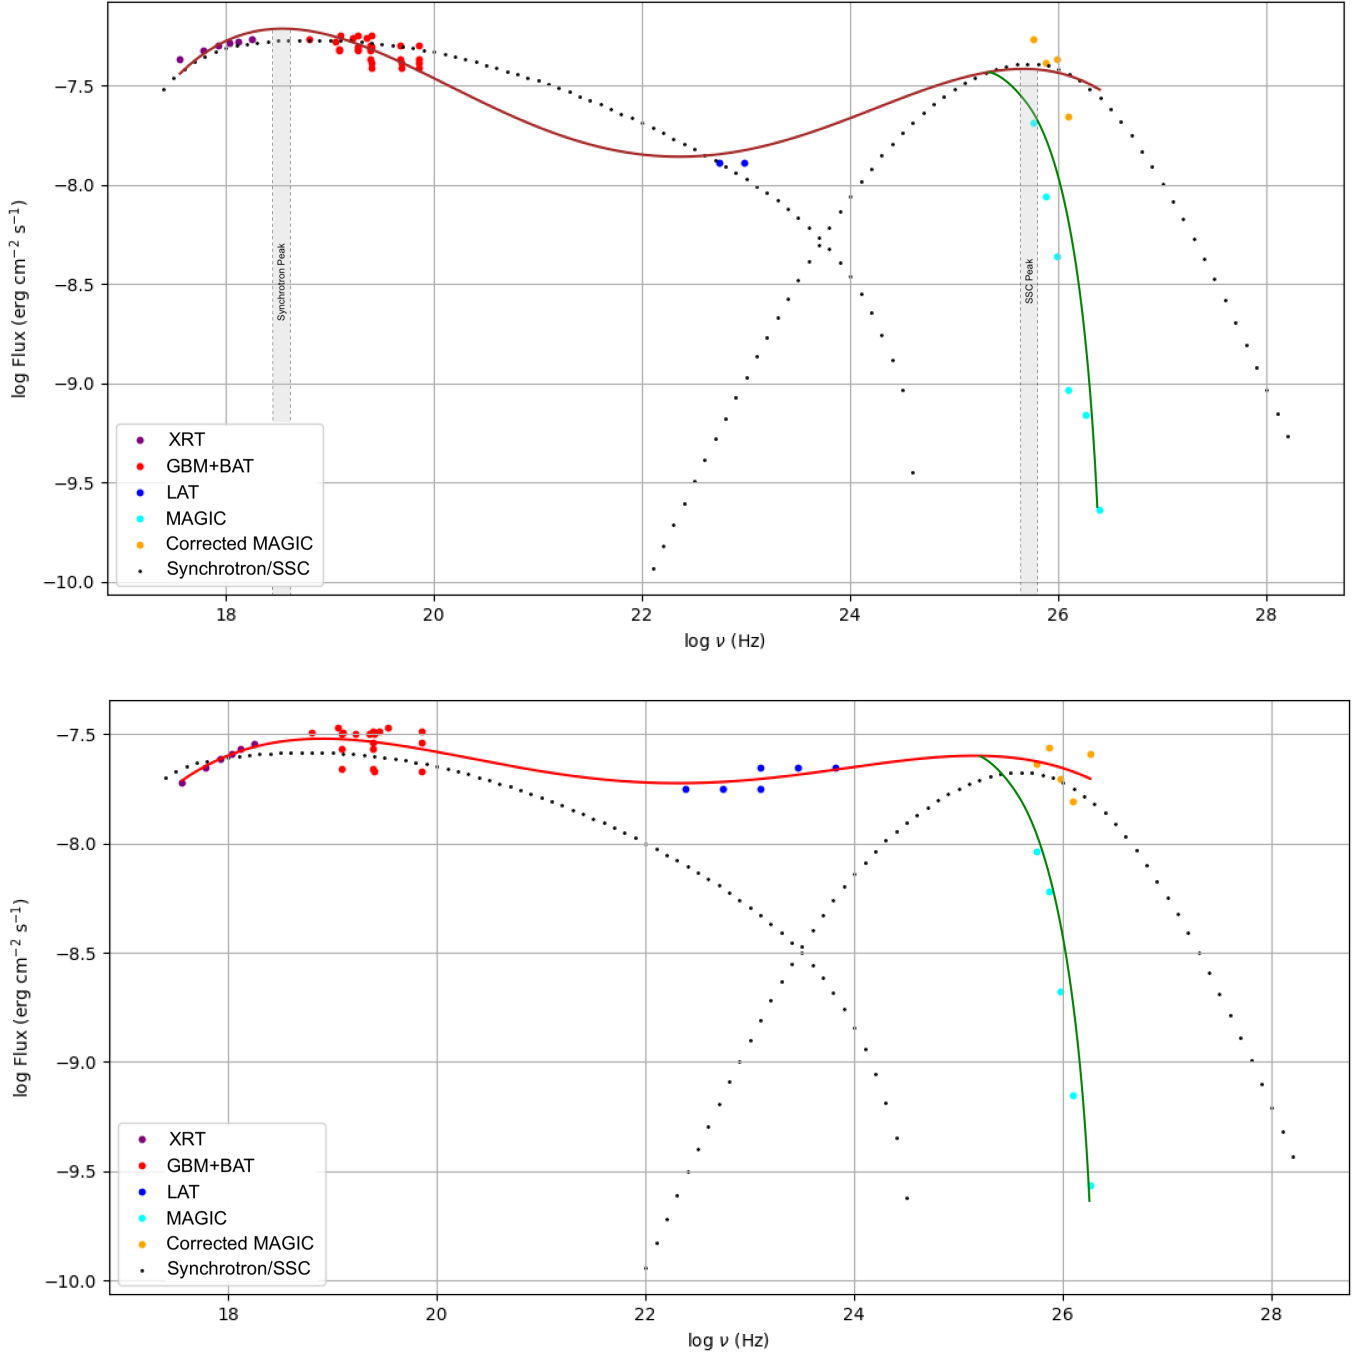 −7.5
−8.0
−8.5
−9.0
−9.5
−10.0
log Flux (erg cm⁻² s⁻¹)
Synchrotron Peak
SSC Peak
XRT
GBM+BAT
LAT
MAGIC
Corrected MAGIC
Synchrotron/SSC
18 20 22 24 26 28
log ν (Hz)
−7.5
−8.0
−8.5
−9.0
−9.5
−10.0
log Flux (erg cm⁻² s⁻¹)
XRT
GBM+BAT
LAT
MAGIC
Corrected MAGIC
Synchrotron/SSC
18 20 22 24 26 28
log ν (Hz)